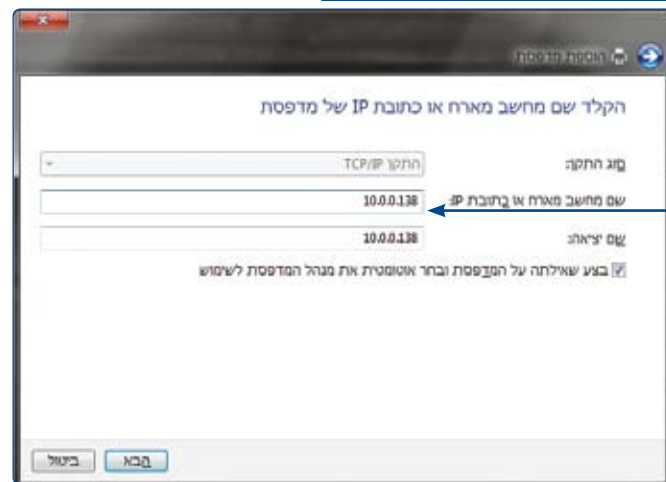 הוספת מדפסת
הקלד שם מחשב מארח או כתובת IP של מדפסת
סוג התקן: התקן TCP/IP
שם מחשב מארח או כתובת IP: 10.0.0.138
שם יציאה: 10.0.0.138
בצע שאילתה על המדפסת ובחר אוטומטית את מנהל המדפסת לשימוש
הבא ביטול